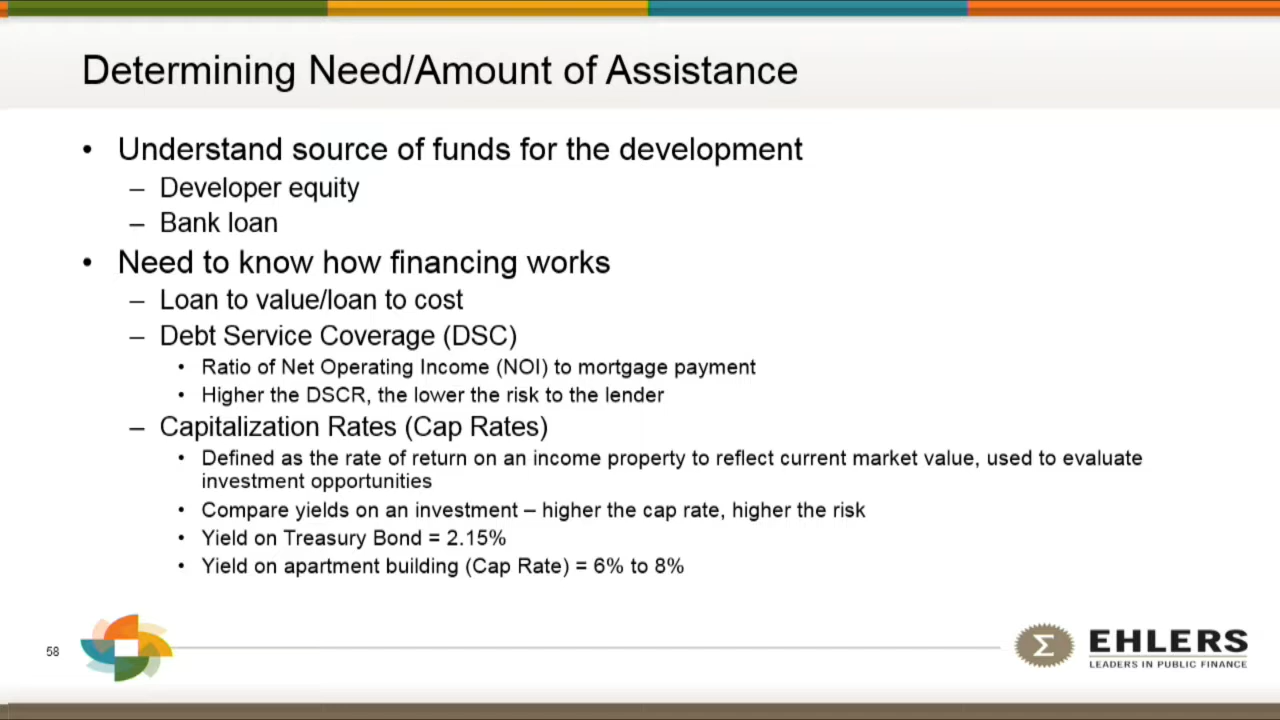 Determining Need/Amount of Assistance
• Understand source of funds for the development
– Developer equity
– Bank loan
• Need to know how financing works
– Loan to value/loan to cost
– Debt Service Coverage (DSC)
• Ratio of Net Operating Income (NOI) to mortgage payment
• Higher the DSCR, the lower the risk to the lender
– Capitalization Rates (Cap Rates)
• Defined as the rate of return on an income property to reflect current market value, used to evaluate
investment opportunities
• Compare yields on an investment – higher the cap rate, higher the risk
• Yield on Treasury Bond = 2.15%
• Yield on apartment building (Cap Rate) = 6% to 8%
58
Σ
EHLERS
LEADERS IN PUBLIC FINANCE